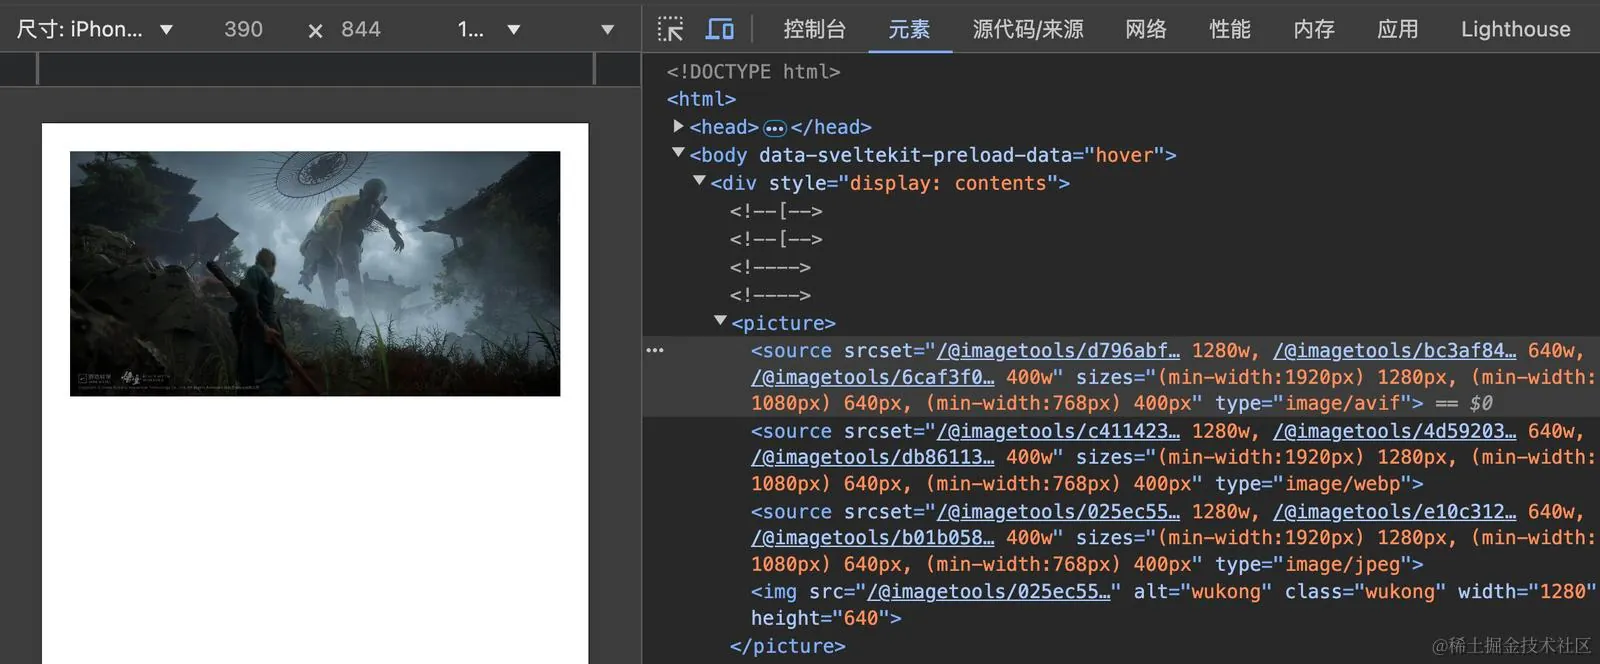 尺寸: iPhon... ▼ 390 × 844 1... ▼ ▼
控制台 元素 源代码/来源 网络 性能 内存 应用 Lighthouse
<!DOCTYPE html>
<html>
▶<head>•••</head>
▼<body data-sveltekit-preload-data="hover">
▼<div style="display: contents">
<!--[-->
<!--[-->
<!---->
<!---->
▼<picture>
•••
<source srcset="/@imagetools/d796abf… 1280w, /@imagetools/bc3af84… 640w,
/@imagetools/6caf3f0… 400w" sizes="(min-width:1920px) 1280px, (min-width:
1080px) 640px, (min-width:768px) 400px" type="image/avif"> == $0
<source srcset="/@imagetools/c411423… 1280w, /@imagetools/4d59203… 640w,
/@imagetools/db86113… 400w" sizes="(min-width:1920px) 1280px, (min-width:
1080px) 640px, (min-width:768px) 400px" type="image/webp">
<source srcset="/@imagetools/025ec55… 1280w, /@imagetools/e10c312… 640w,
/@imagetools/b01b058… 400w" sizes="(min-width:1920px) 1280px, (min-width:
1080px) 640px, (min-width:768px) 400px" type="image/jpeg">
<img src="/@imagetools/025ec55…" alt="wukong" class="wukong" width="1280"
height="640">
</picture>
@稀土掘金技术社区